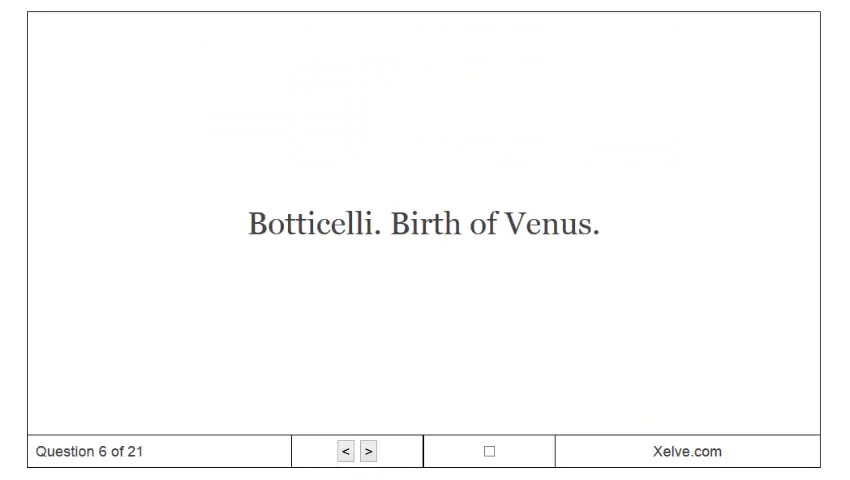 Botticelli. Birth of Venus.
Question 6 of 21
< >
Xelve.com